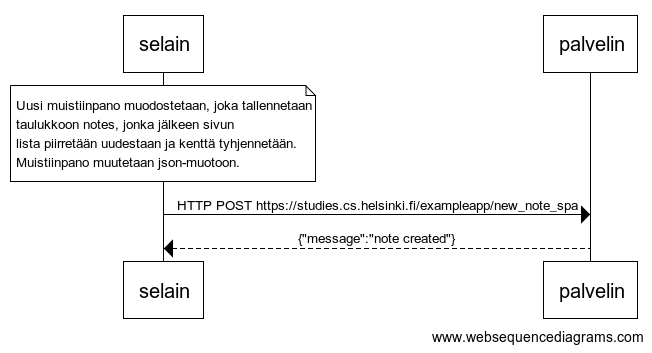 selain
palvelin
Uusi muistiinpano muodostetaan, joka tallennetaan
taulukkoon notes, jonka jälkeen sivun
lista piirretään uudestaan ja kenttä tyhjennetään.
Muistiinpano muutetaan json-muotoon.
HTTP POST https://studies.cs.helsinki.fi/exampleapp/new_note_spa
{"message":"note created"}
selain
palvelin
www.websequencediagrams.com